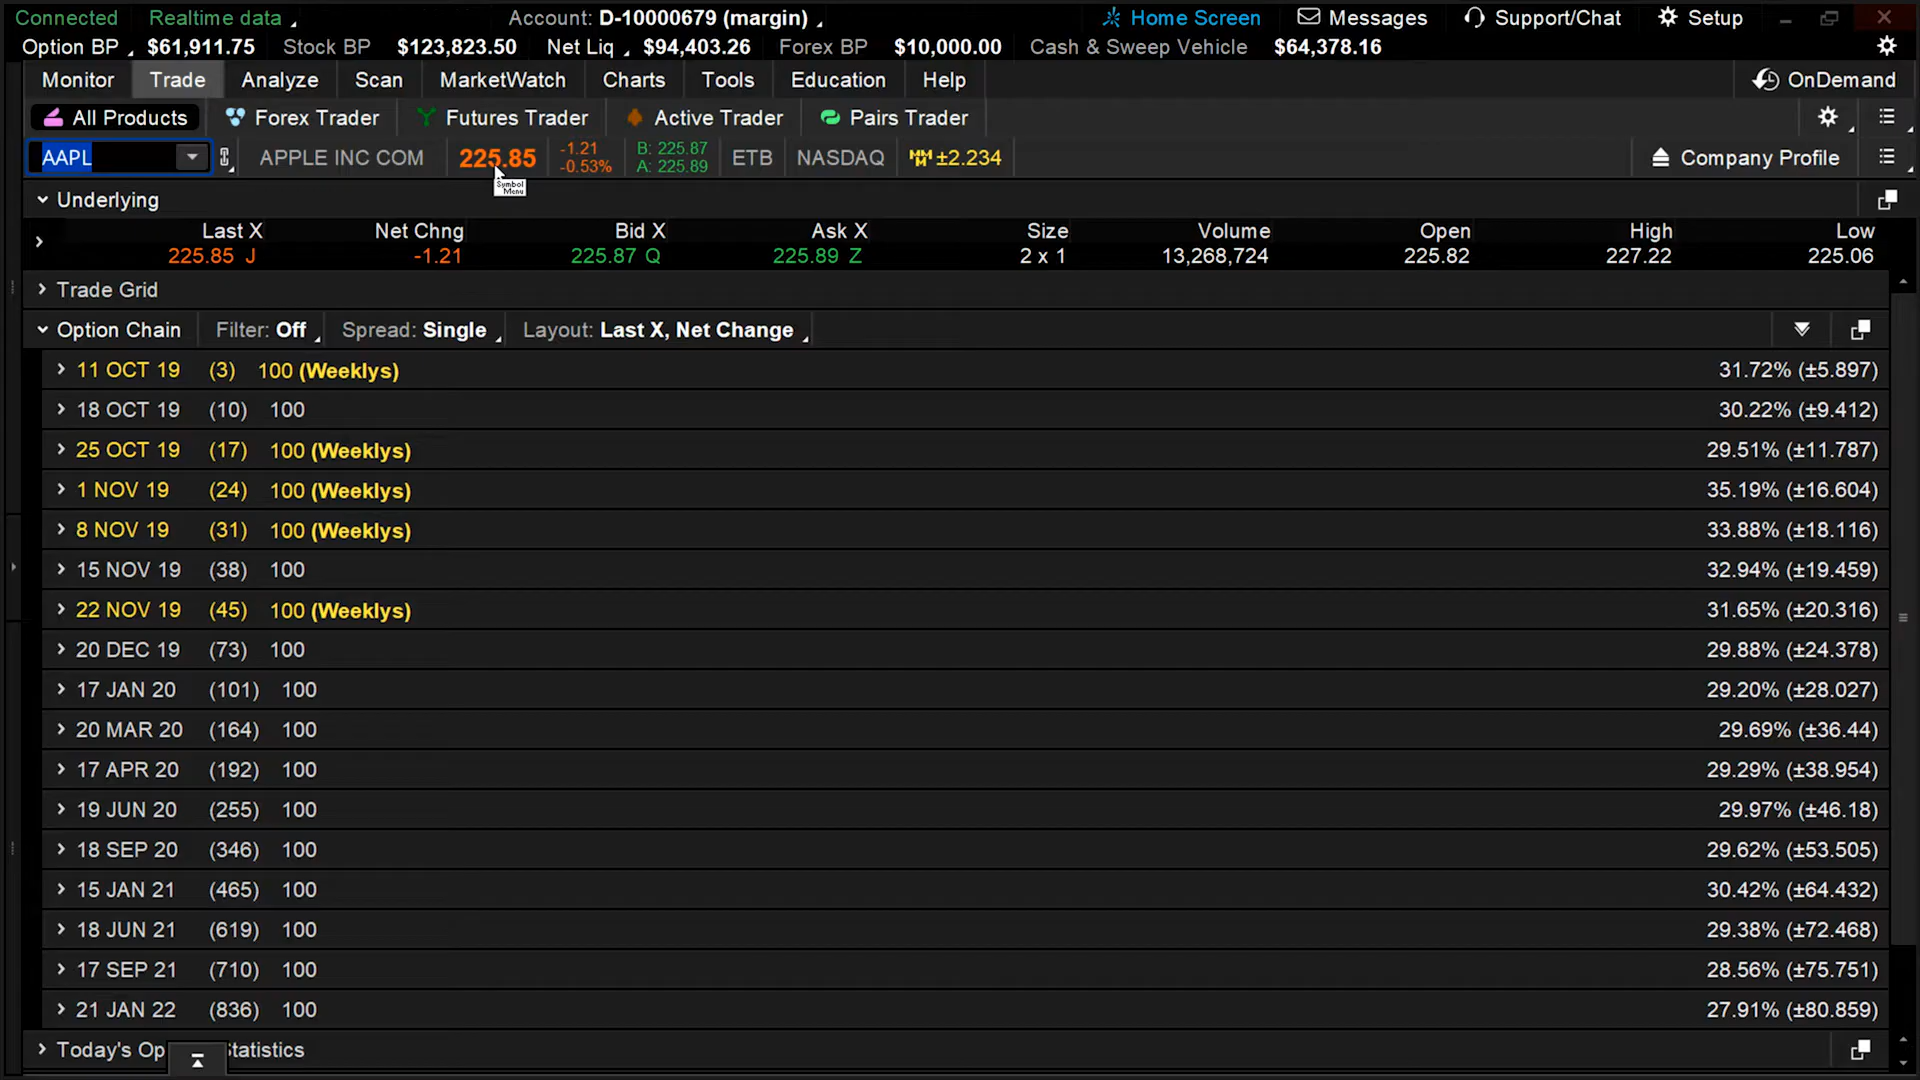 Connected Realtime data Account: D-10000679 (margin) Home Screen Messages Support/Chat Setup
Option BP $61,911.75 Stock BP $123,823.50 Net Liq $94,403.26 Forex BP $10,000.00 Cash & Sweep Vehicle $64,378.16
Monitor Trade Analyze Scan MarketWatch Charts Tools Education Help OnDemand
All Products Forex Trader Futures Trader Active Trader Pairs Trader
AAPL APPLE INC COM 225.85 -1.21 -0.53% B: 225.87 A: 225.89 ETB NASDAQ MM ±2.234 Company Profile
Symbol Menu
Underlying
Last X Net Chng Bid X Ask X Size Volume Open High Low
225.85 J -1.21 225.87 Q 225.89 Z 2 x 1 13,268,724 225.82 227.22 225.06
Trade Grid
Option Chain Filter: Off Spread: Single Layout: Last X, Net Change
11 OCT 19 (3) 100 (Weeklys) 31.72% (±5.897)
18 OCT 19 (10) 100 30.22% (±9.412)
25 OCT 19 (17) 100 (Weeklys) 29.51% (±11.787)
1 NOV 19 (24) 100 (Weeklys) 35.19% (±16.604)
8 NOV 19 (31) 100 (Weeklys) 33.88% (±18.116)
15 NOV 19 (38) 100 32.94% (±19.459)
22 NOV 19 (45) 100 (Weeklys) 31.65% (±20.316)
20 DEC 19 (73) 100 29.88% (±24.378)
17 JAN 20 (101) 100 29.20% (±28.027)
20 MAR 20 (164) 100 29.69% (±36.44)
17 APR 20 (192) 100 29.29% (±38.954)
19 JUN 20 (255) 100 29.97% (±46.18)
18 SEP 20 (346) 100 29.62% (±53.505)
15 JAN 21 (465) 100 30.42% (±64.432)
18 JUN 21 (619) 100 29.38% (±72.468)
17 SEP 21 (710) 100 28.56% (±75.751)
21 JAN 22 (836) 100 27.91% (±80.859)
Today's Op tatistics